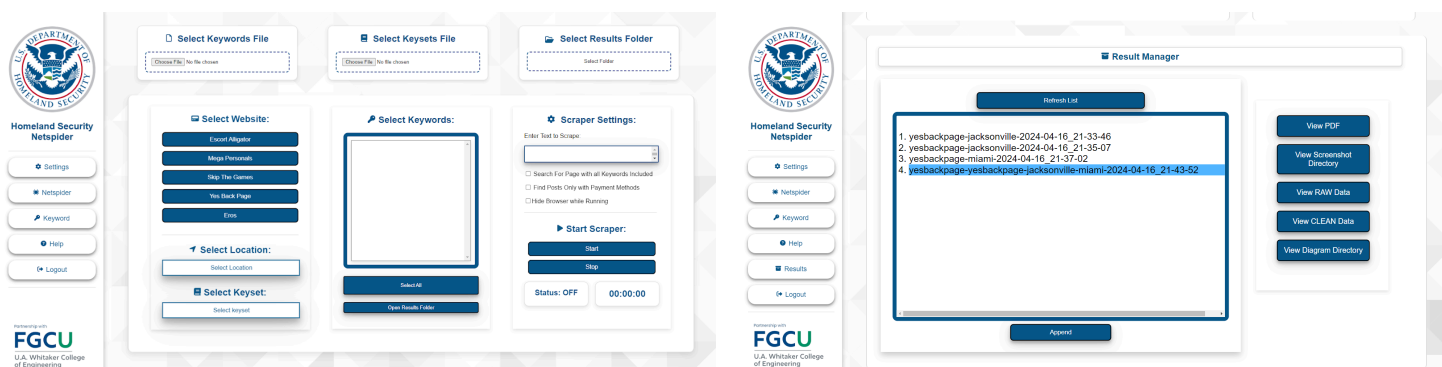 U.S. DEPARTMENT OF
HOMELAND SECURITY
Homeland Security
Netspider
Settings
Netspider
Keyword
Help
Logout
Partnership with
FGCU
U.A. Whitaker College
of Engineering
Select Keywords File
Choose File No file chosen
Select Keysets File
Choose File No file chosen
Select Results Folder
Select Folder
Select Website:
Escort Alligator
Mega Personals
Skip The Games
Yes Back Page
Eros
Select Location:
Select Location
Select Keyset:
Select keyset
Select Keywords:
Select All
Open Results Folder
Scraper Settings:
Enter Text to Scrape:
Search For Page with all Keywords Included
Find Posts Only with Payment Methods
Hide Browser while Running
Start Scraper:
Start
Stop
Status: OFF
00:00:00
U.S. DEPARTMENT OF
HOMELAND SECURITY
Homeland Security
Netspider
Settings
Netspider
Keyword
Help
Results
Logout
Partnership with
FGCU
U.A. Whitaker College
of Engineering
Result Manager
Refresh List
1. yesbackpage-jacksonville-2024-04-16_21-33-46
2. yesbackpage-jacksonville-2024-04-16_21-35-07
3. yesbackpage-miami-2024-04-16_21-37-02
4. yesbackpage-yesbackpage-jacksonville-miami-2024-04-16_21-43-52
Append
View PDF
View Screenshot
Directory
View RAW Data
View CLEAN Data
View Diagram Directory